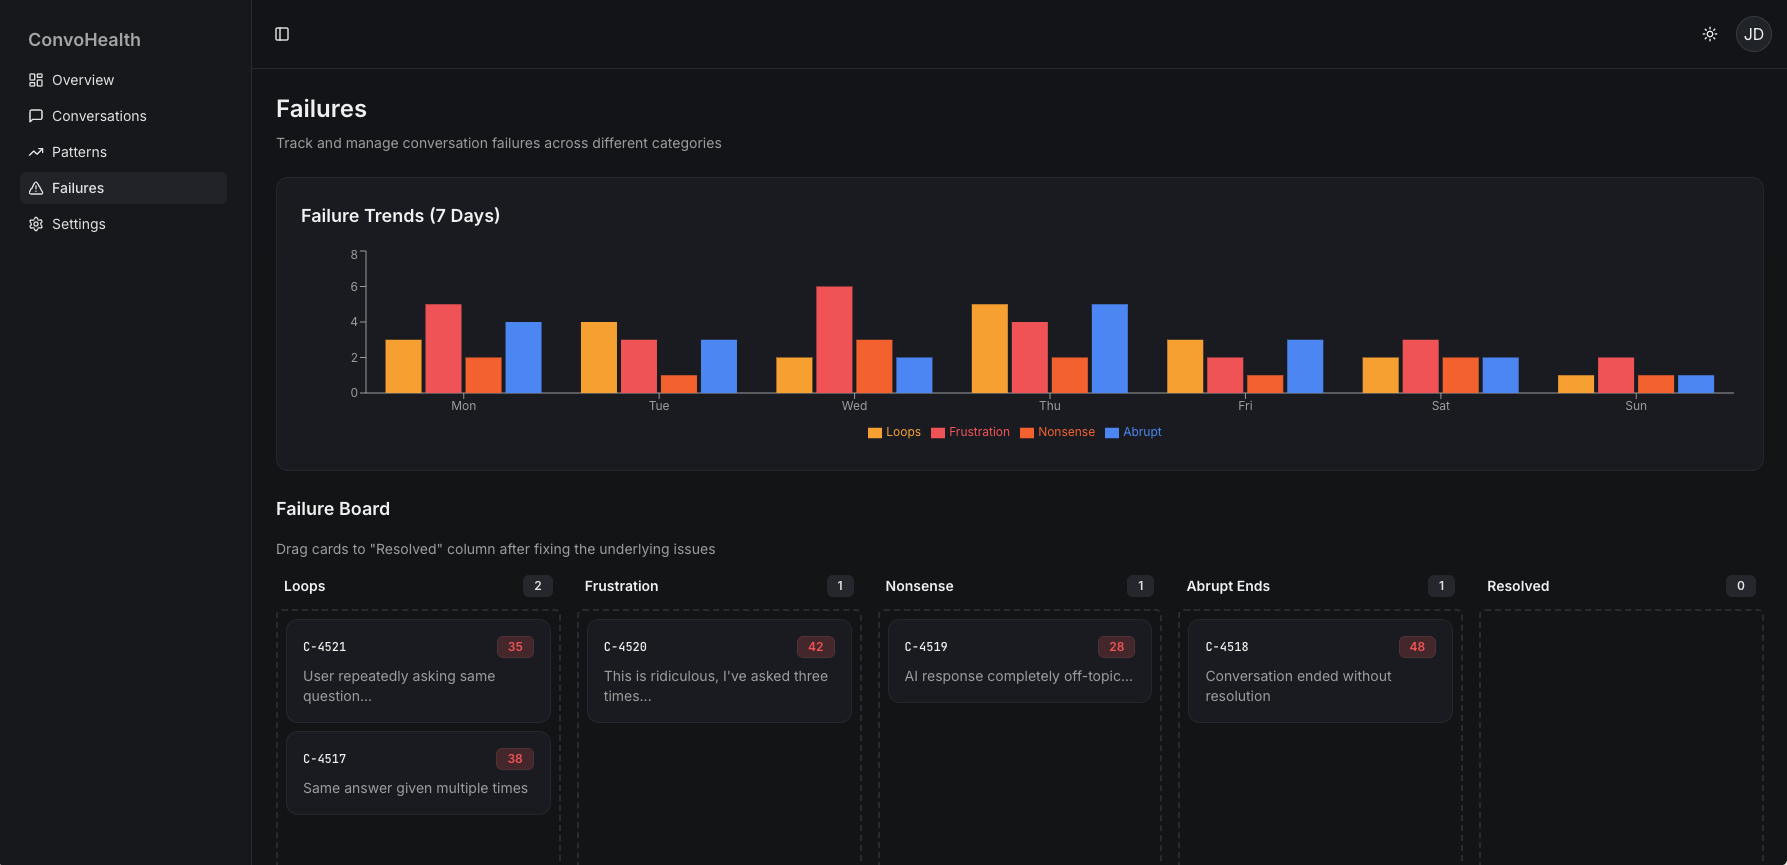 ConvoHealth
Overview
Conversations
Patterns
Failures
Settings
JD
Failures
Track and manage conversation failures across different categories
Failure Trends (7 Days)
8
6
4
2
0
Mon Tue Wed Thu Fri Sat Sun
Loops Frustration Nonsense Abrupt
Failure Board
Drag cards to "Resolved" column after fixing the underlying issues
Loops 2
C-4521 35
User repeatedly asking same
question...
C-4517 38
Same answer given multiple times
Frustration 1
C-4520 42
This is ridiculous, I've asked three
times...
Nonsense 1
C-4519 28
AI response completely off-topic...
Abrupt Ends 1
C-4518 48
Conversation ended without
resolution
Resolved 0